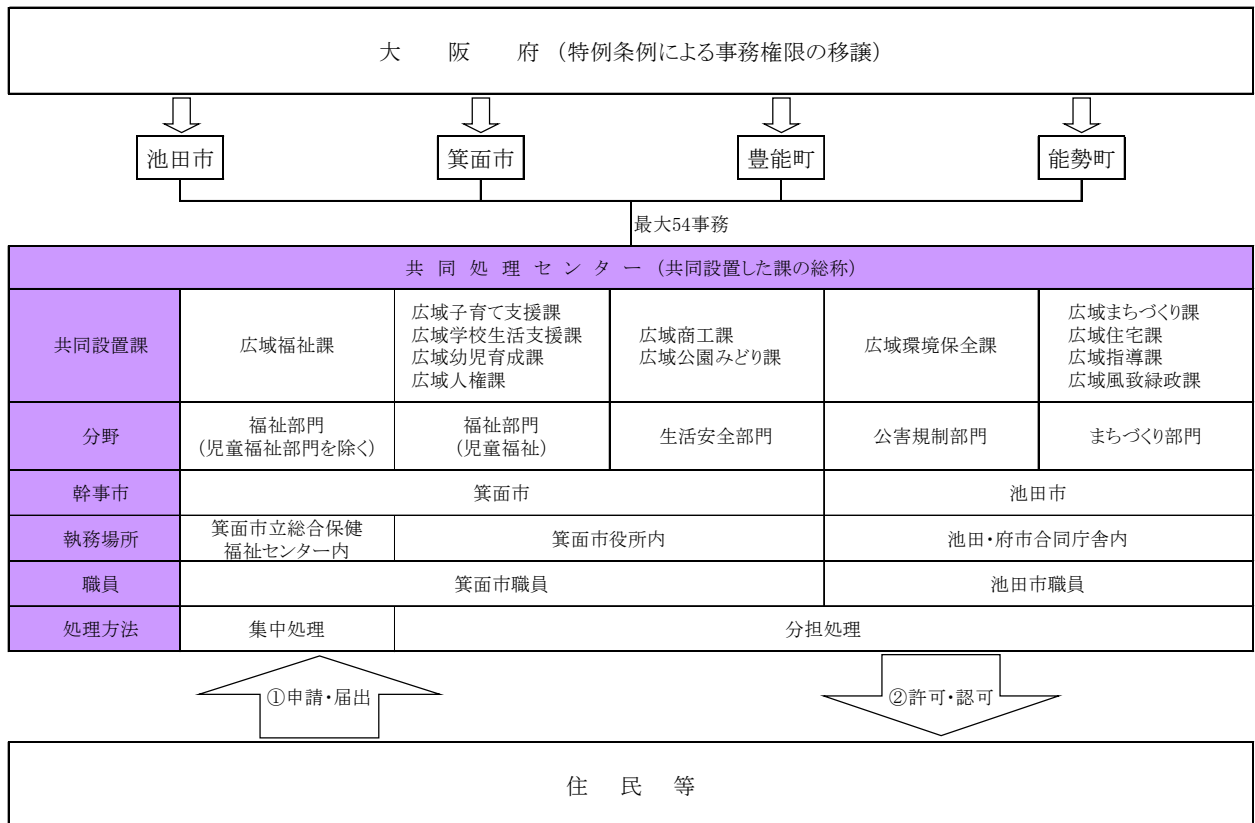 大 阪 府 (特例条例による事務権限の移譲)
池田市 箕面市 豊能町 能勢町
最大54事務
共同処理センター (共同設置した課の総称)
共同設置課
広域福祉課
広域子育て支援課
広域学校生活支援課
広域幼児育成課
広域人権課
広域商工課
広域公園みどり課
広域環境保全課
広域まちづくり課
広域住宅課
広域指導課
広域風致緑政課
分野
福祉部門
(児童福祉部門を除く)
福祉部門
(児童福祉)
生活安全部門
公害規制部門
まちづくり部門
幹事市
箕面市
池田市
執務場所
箕面市立総合保健
福祉センター内
箕面市役所内
池田・府市合同庁舎内
職員
箕面市職員
池田市職員
処理方法
集中処理
分担処理
①申請・届出
②許可・認可
住 民 等